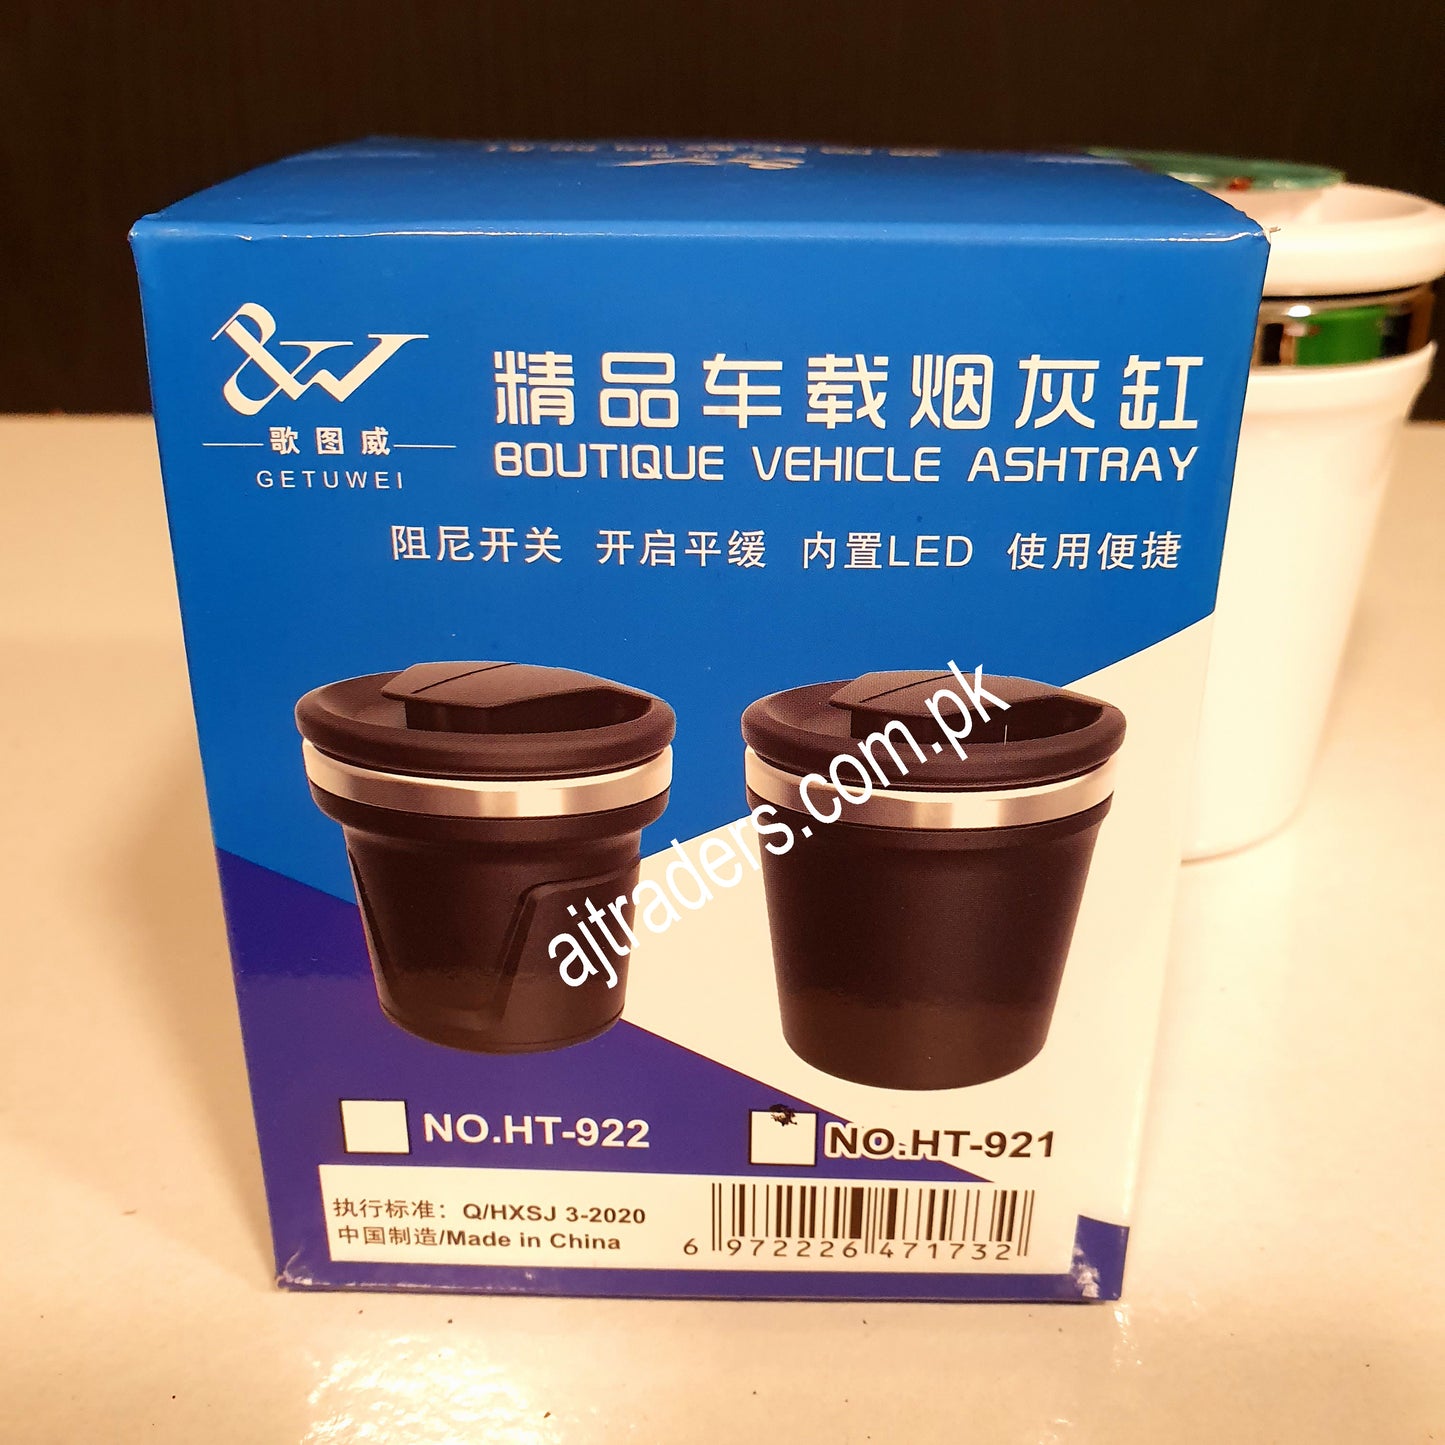 歌图威
GETUWEI
精品车载烟灰缸
BOUTIQUE VEHICLE ASHTRAY
阻尼开关 开启平缓 内置LED 使用便捷
ajtraders.com.pk
NO.HT-922
NO.HT-921
执行标准：Q/HXSJ 3-2020
中国制造/Made in China
6 972226 471732